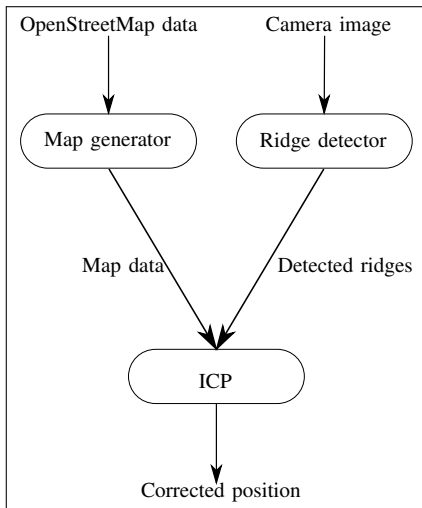 OpenStreetMap data
Camera image
Map generator
Ridge detector
Map data
Detected ridges
ICP
Corrected position